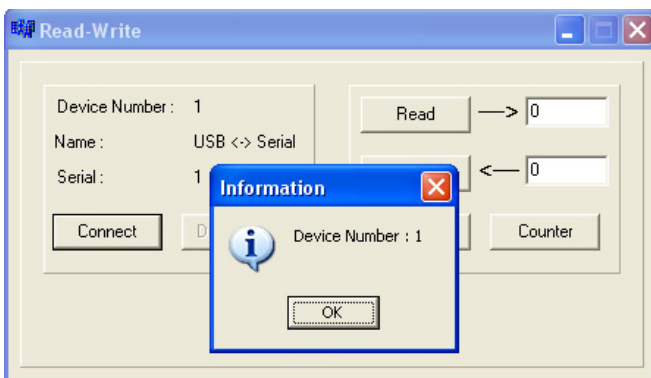 Read-Write
Device Number : 1
Name : USB <-> Serial
Serial : 1
Connect
D
Read ---> 0
<--- 0
Counter
Information
Device Number : 1
OK